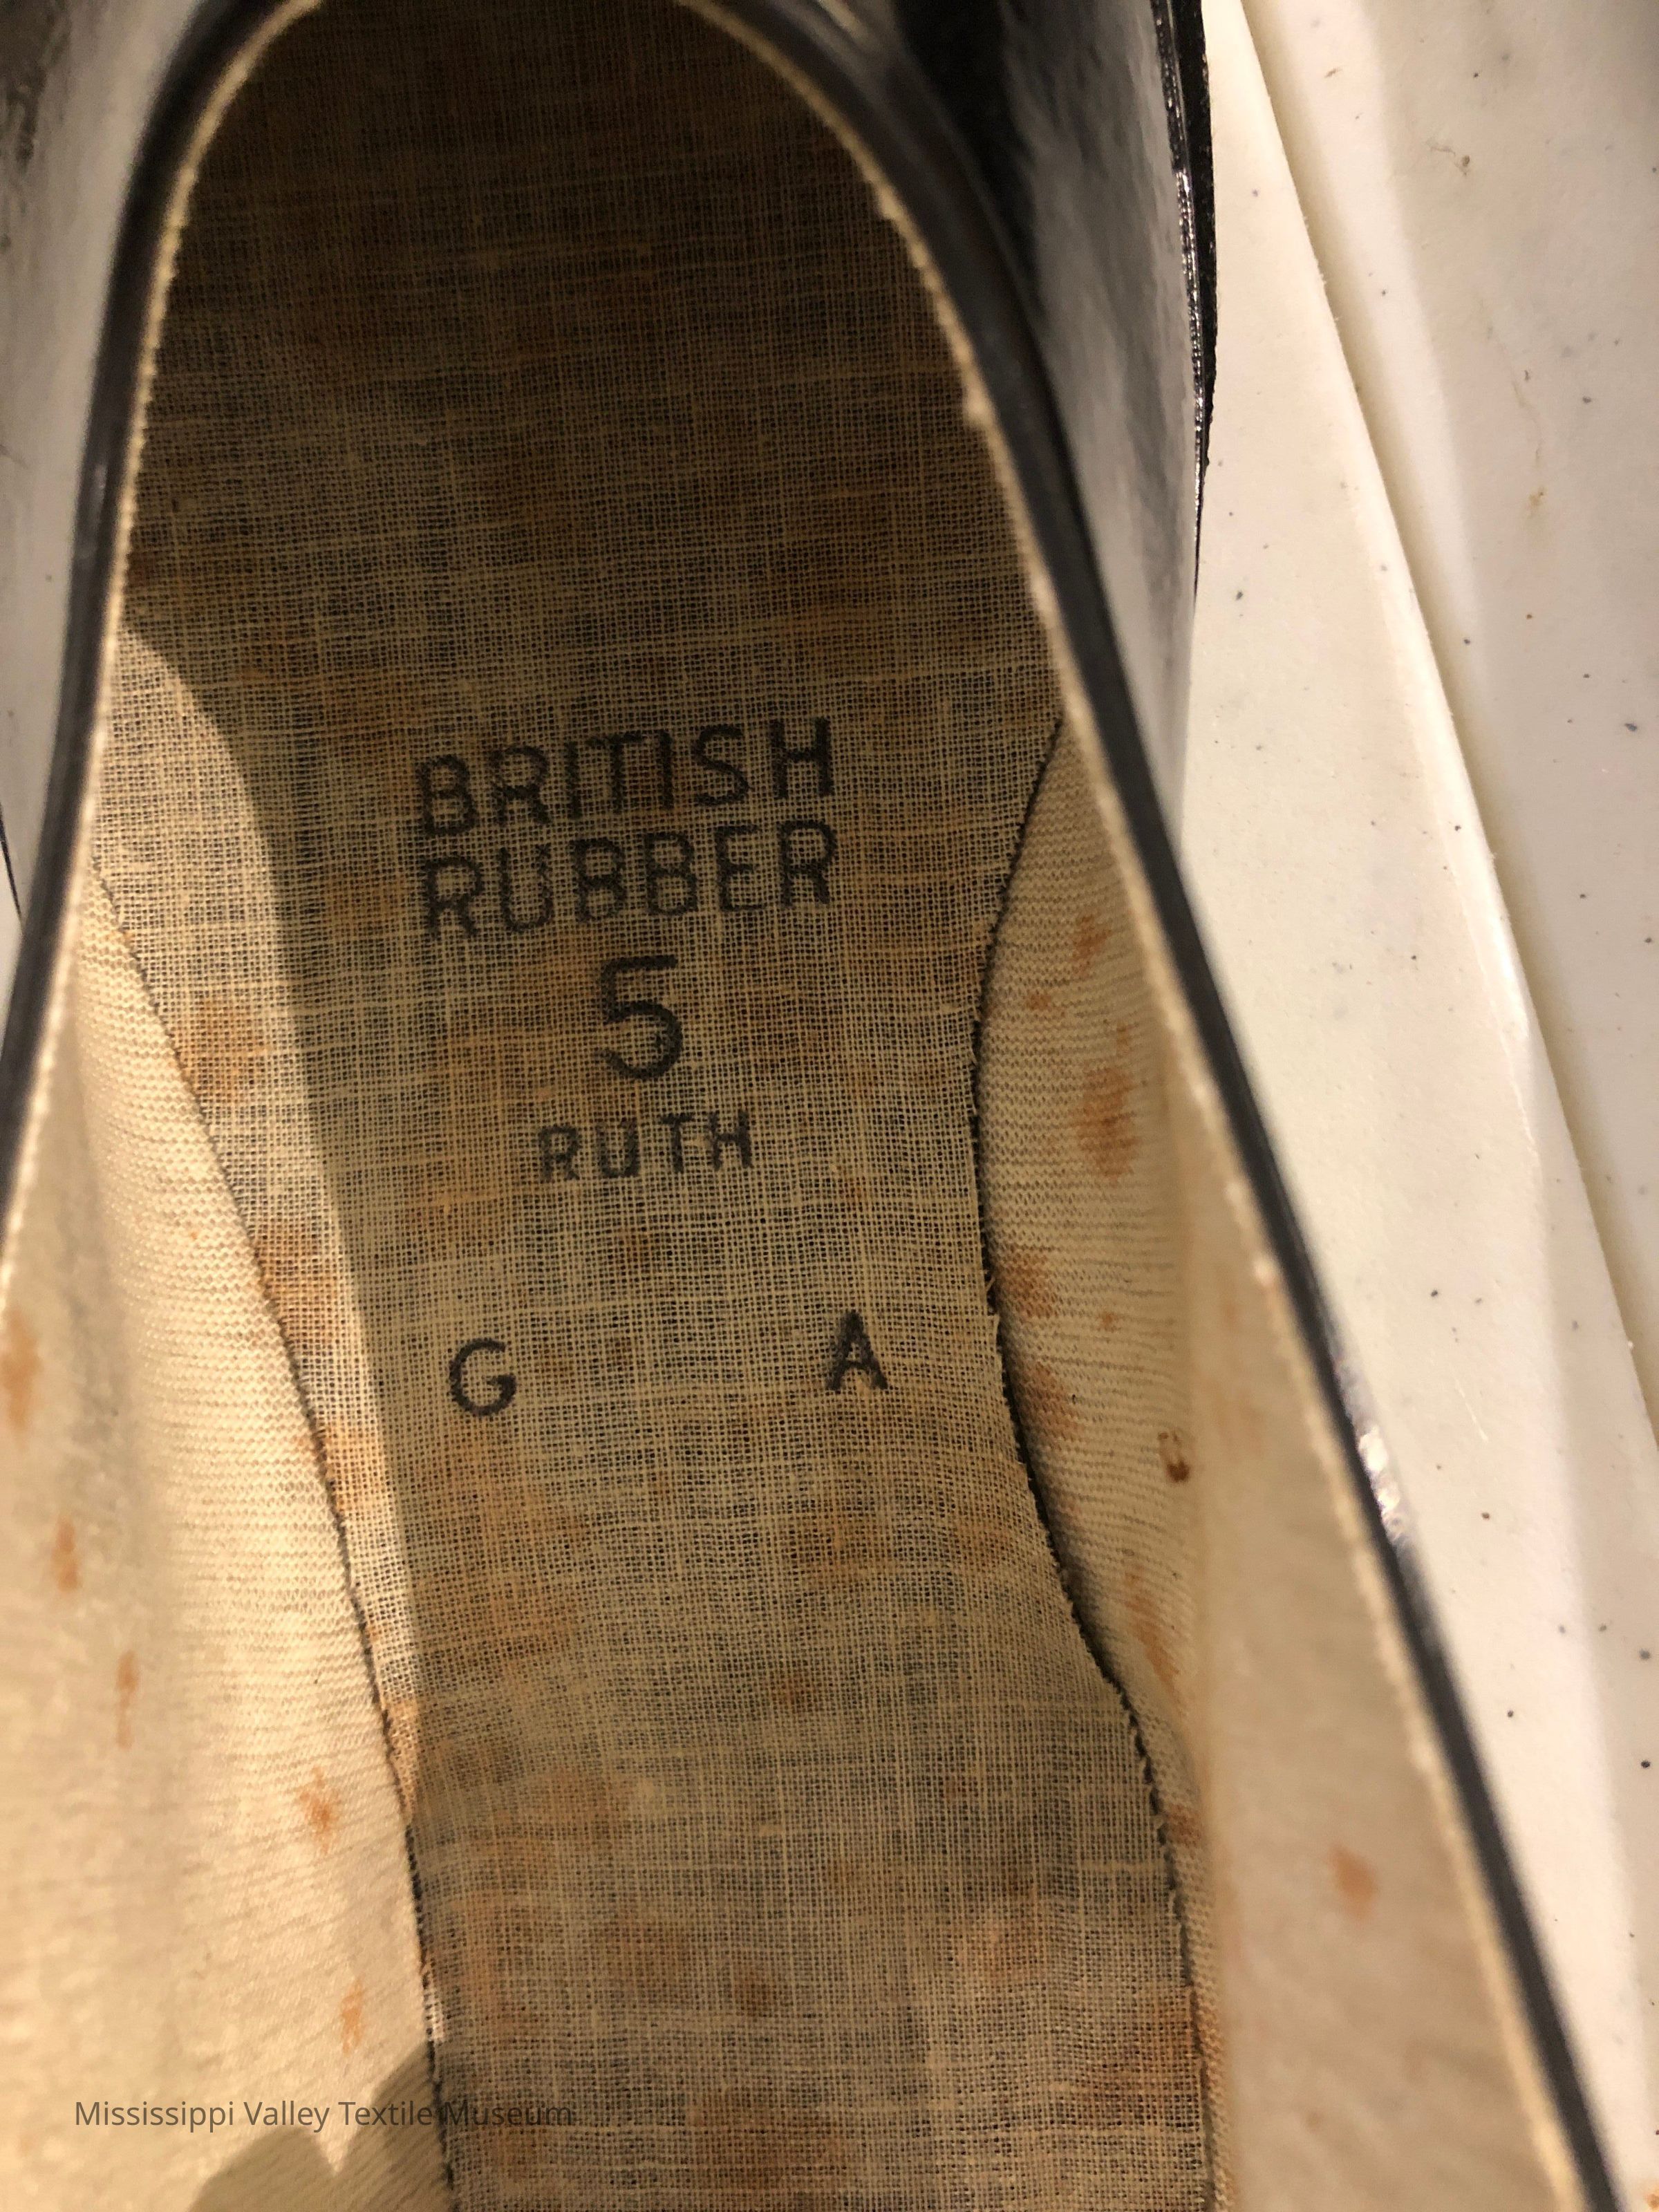 BRITISH
RUBBER
5
RUTH
G A
Mississippi Valley Textile Museum